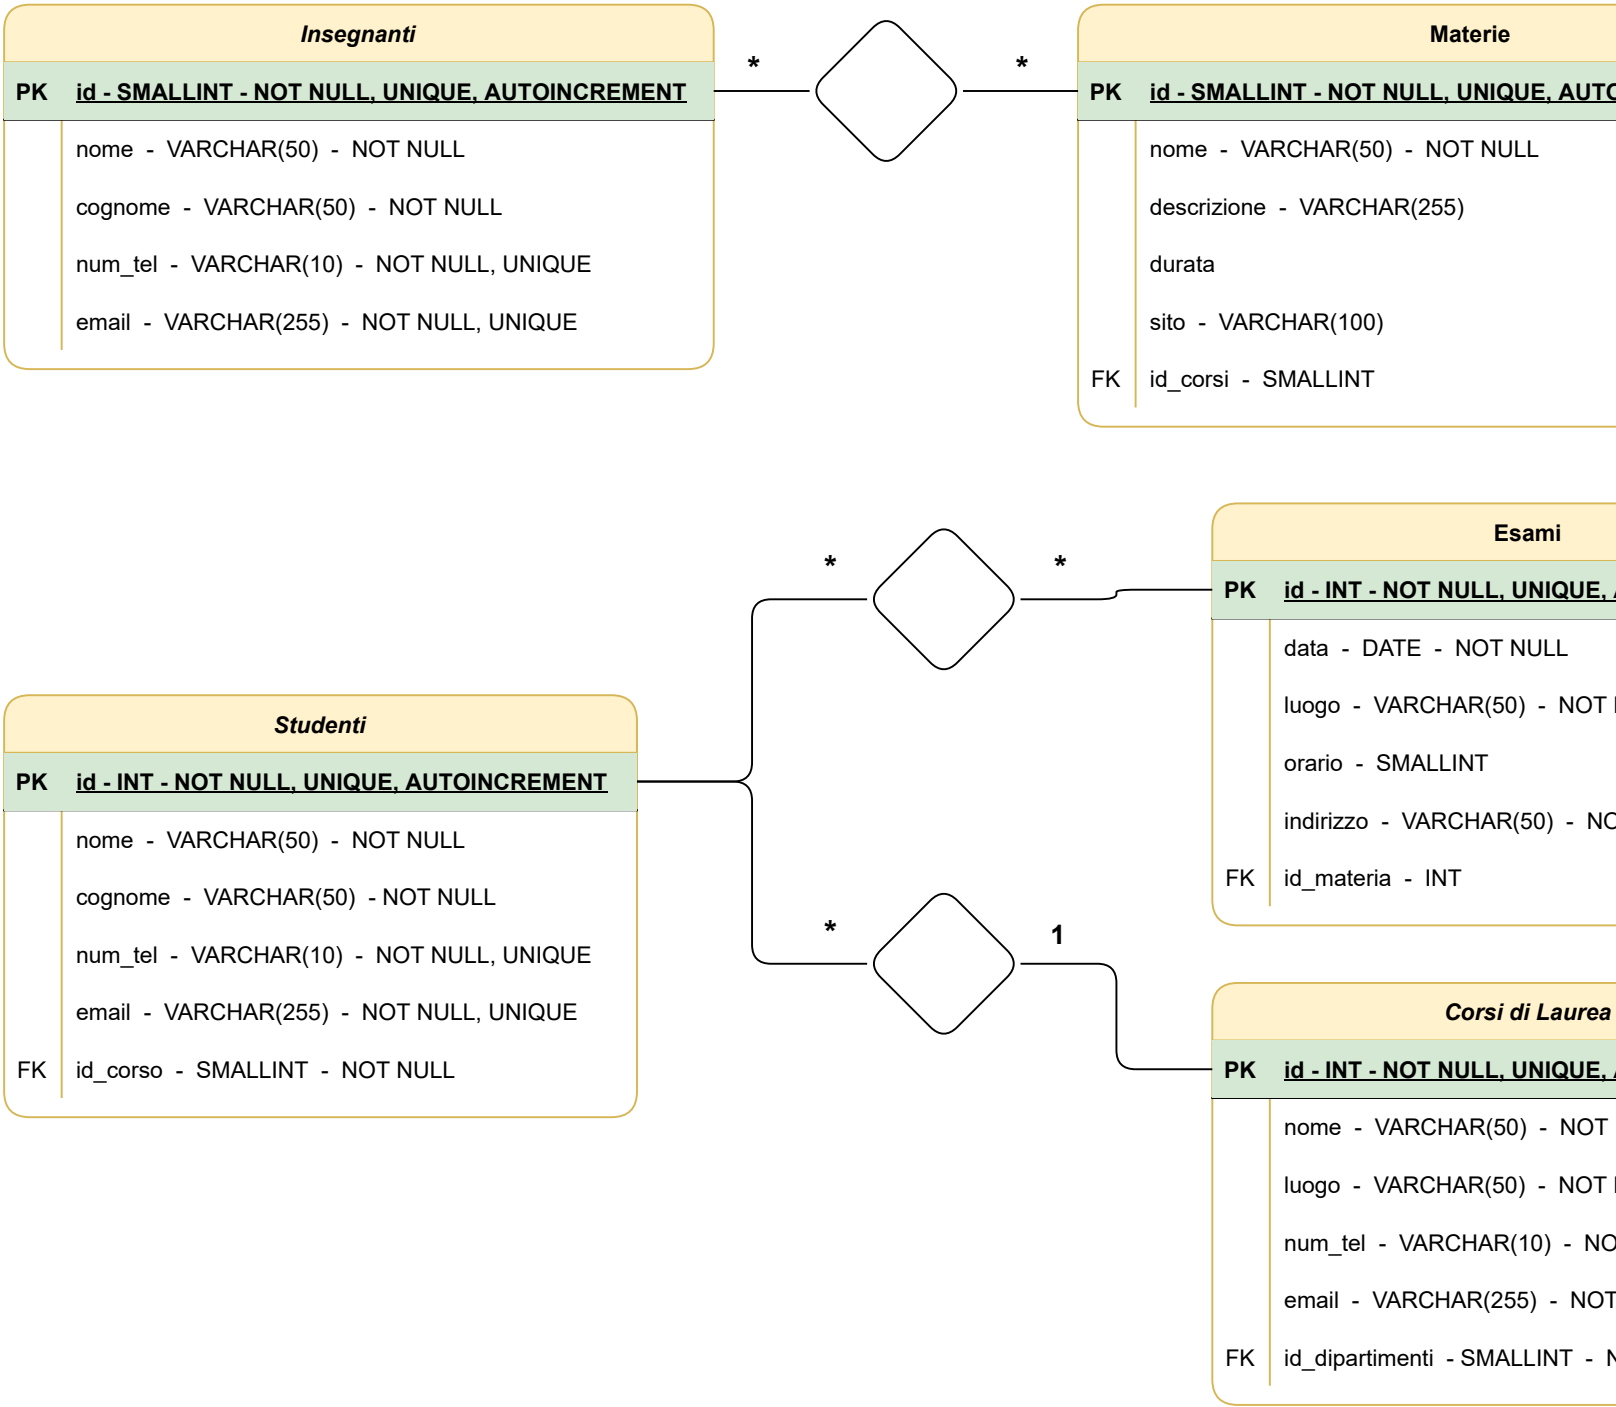 Insegnanti
PK id - SMALLINT - NOT NULL, UNIQUE, AUTOINCREMENT
nome - VARCHAR(50) - NOT NULL
cognome - VARCHAR(50) - NOT NULL
num_tel - VARCHAR(10) - NOT NULL, UNIQUE
email - VARCHAR(255) - NOT NULL, UNIQUE
* *
Materie
PK id - SMALLINT - NOT NULL, UNIQUE,
nome - VARCHAR(50) - NOT NULL
descrizione - VARCHAR(255)
durata
sito - VARCHAR(100)
FK id_corsi - SMALLINT
* *
Esami
PK id - INT - NOT NULL, UNIQUE,
data - DATE - NOT NULL
luogo - VARCHAR(50) - NOT
orario - SMALLINT
indirizzo - VARCHAR(50) -
FK id_materia - INT
Studenti
PK id - INT - NOT NULL, UNIQUE, AUTOINCREMENT
nome - VARCHAR(50) - NOT NULL
cognome - VARCHAR(50) - NOT NULL
num_tel - VARCHAR(10) - NOT NULL, UNIQUE
email - VARCHAR(255) - NOT NULL, UNIQUE
FK id_corso - SMALLINT - NOT NULL
* 1
Corsi di Laurea
PK id - INT - NOT NULL, UNIQUE,
nome - VARCHAR(50) - NOT
luogo - VARCHAR(50) - NOT
num_tel - VARCHAR(10) -
email - VARCHAR(255) - NOT
FK id_dipartimenti - SMALLINT -